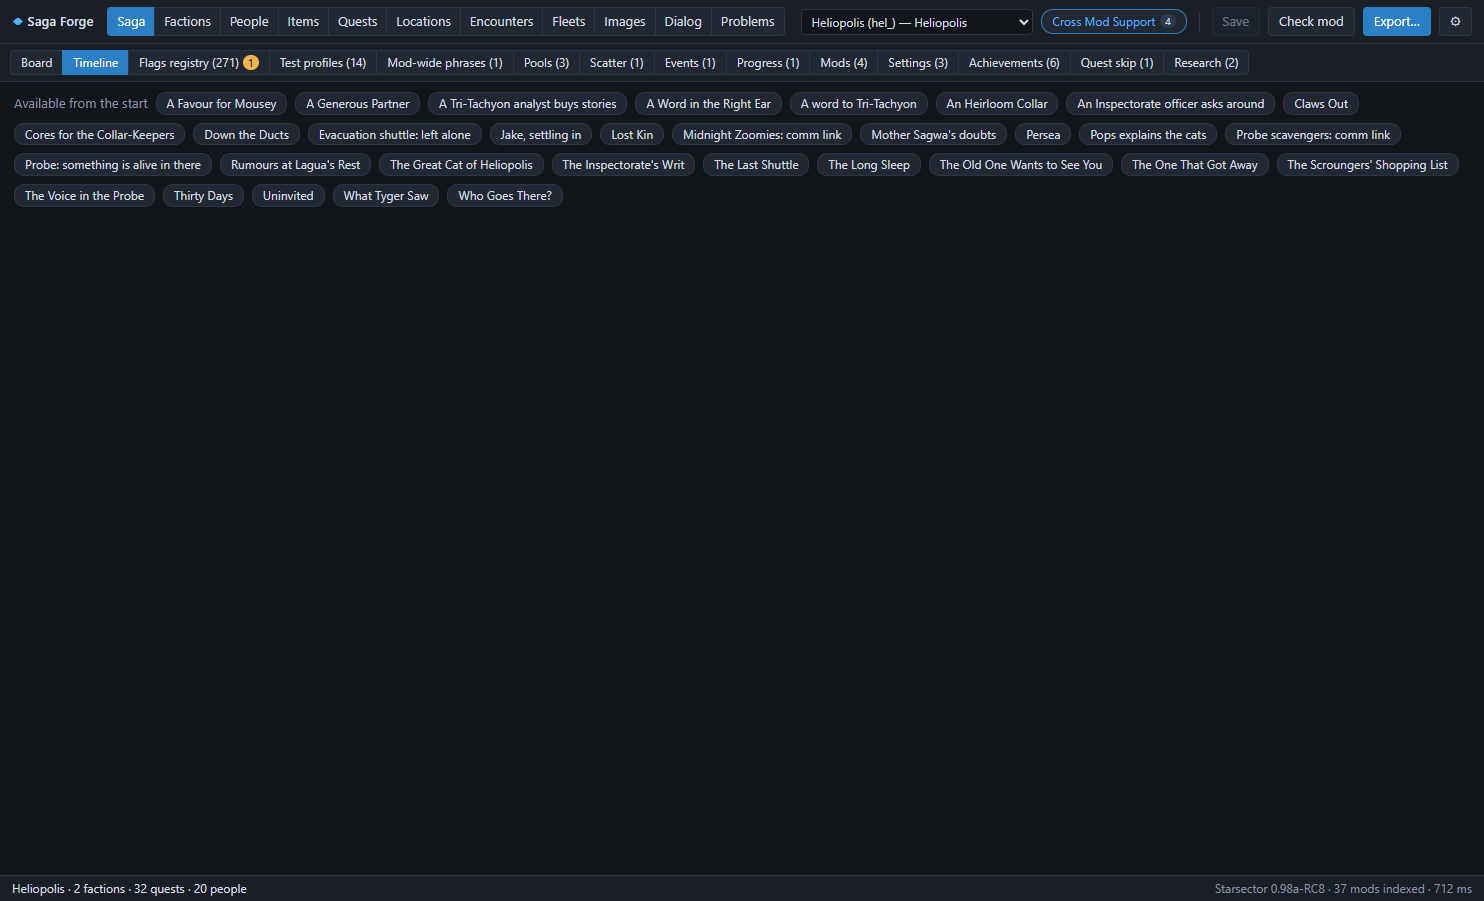 Saga Forge Saga Factions People Items Quests Locations Encounters Fleets Images Dialog Problems Heliopolis (hel_) — Heliopolis Cross Mod Support 4 Save Check mod Export...
Board Timeline Flags registry (271) 1 Test profiles (14) Mod-wide phrases (1) Pools (3) Scatter (1) Events (1) Progress (1) Mods (4) Settings (3) Achievements (6) Quest skip (1) Research (2)
Available from the start A Favour for Mousey A Generous Partner A Tri-Tachyon analyst buys stories A Word in the Right Ear A word to Tri-Tachyon An Heirloom Collar An Inspectorate officer asks around Claws Out
Cores for the Collar-Keepers Down the Ducts Evacuation shuttle: left alone Jake, settling in Lost Kin Midnight Zoomies: comm link Mother Sagwa's doubts Persea Pops explains the cats Probe scavengers: comm link
Probe: something is alive in there Rumours at Lagua's Rest The Great Cat of Heliopolis The Inspectorate's Writ The Last Shuttle The Long Sleep The Old One Wants to See You The One That Got Away The Scroungers' Shopping List
The Voice in the Probe Thirty Days Uninvited What Tyger Saw Who Goes There?
Heliopolis · 2 factions · 32 quests · 20 people Starsector 0.98a-RC8 · 37 mods indexed · 712 ms